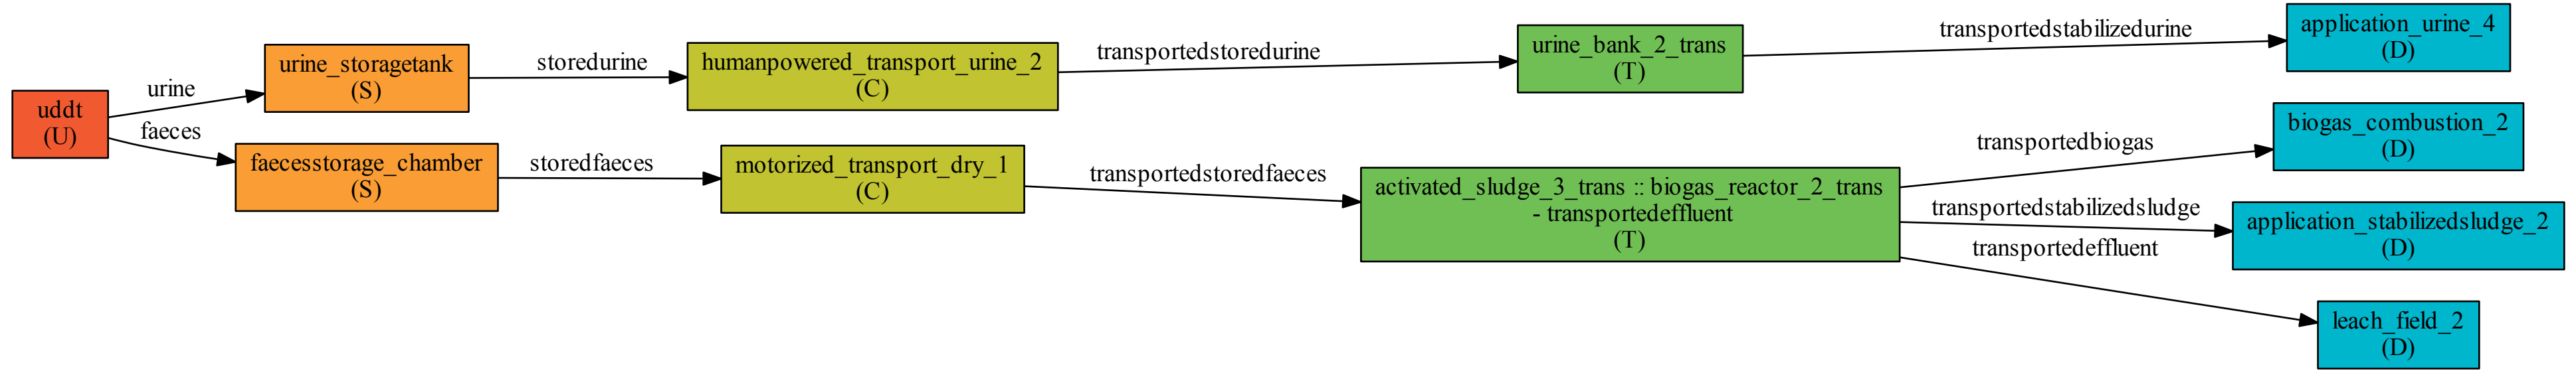 uddt
(U)
urine
faeces
urine_storagetank
(S)
faecesstorage_chamber
(S)
storedurine
storedfaeces
humanpowered_transport_urine_2
(C)
motorized_transport_dry_1
(C)
transportedstoredurine
transportedstoredfaeces
urine_bank_2_trans
(T)
activated_sludge_3_trans :: biogas_reactor_2_trans
- transportedeffluent
(T)
transportedstabilizedurine
transportedbiogas
transportedstabilizedsludge
transportedeffluent
application_urine_4
(D)
biogas_combustion_2
(D)
application_stabilizedsludge_2
(D)
leach_field_2
(D)